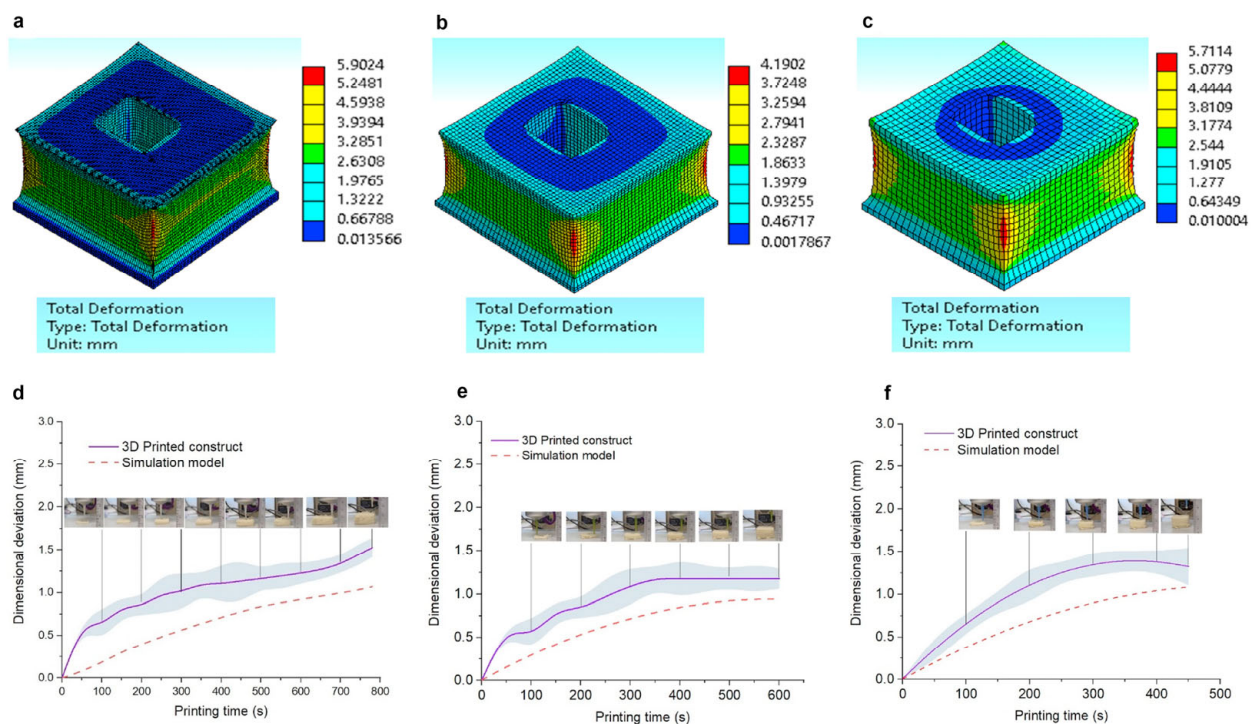 a
5.9024
5.2481
4.5938
3.9394
3.2851
2.6308
1.9765
1.3222
0.66788
0.013566
Total Deformation
Type: Total Deformation
Unit: mm
b
4.1902
3.7248
3.2594
2.7941
2.3287
1.8633
1.3979
0.93255
0.46717
0.0017867
Total Deformation
Type: Total Deformation
Unit: mm
c
5.7114
5.0779
4.4444
3.8109
3.1774
2.544
1.9105
1.277
0.64349
0.010004
Total Deformation
Type: Total Deformation
Unit: mm
d
3D Printed construct
Simulation model
Dimensional deviation (mm)
3.0
2.5
2.0
1.5
1.0
0.5
0.0
0 100 200 300 400 500 600 700 800
Printing time (s)
e
3D Printed construct
Simulation model
Dimensional deviation (mm)
3.0
2.5
2.0
1.5
1.0
0.5
0.0
0 100 200 300 400 500 600
Printing time (s)
f
3D Printed construct
Simulation model
Dimensional deviation (mm)
3.0
2.5
2.0
1.5
1.0
0.5
0.0
0 100 200 300 400 500
Printing time (s)